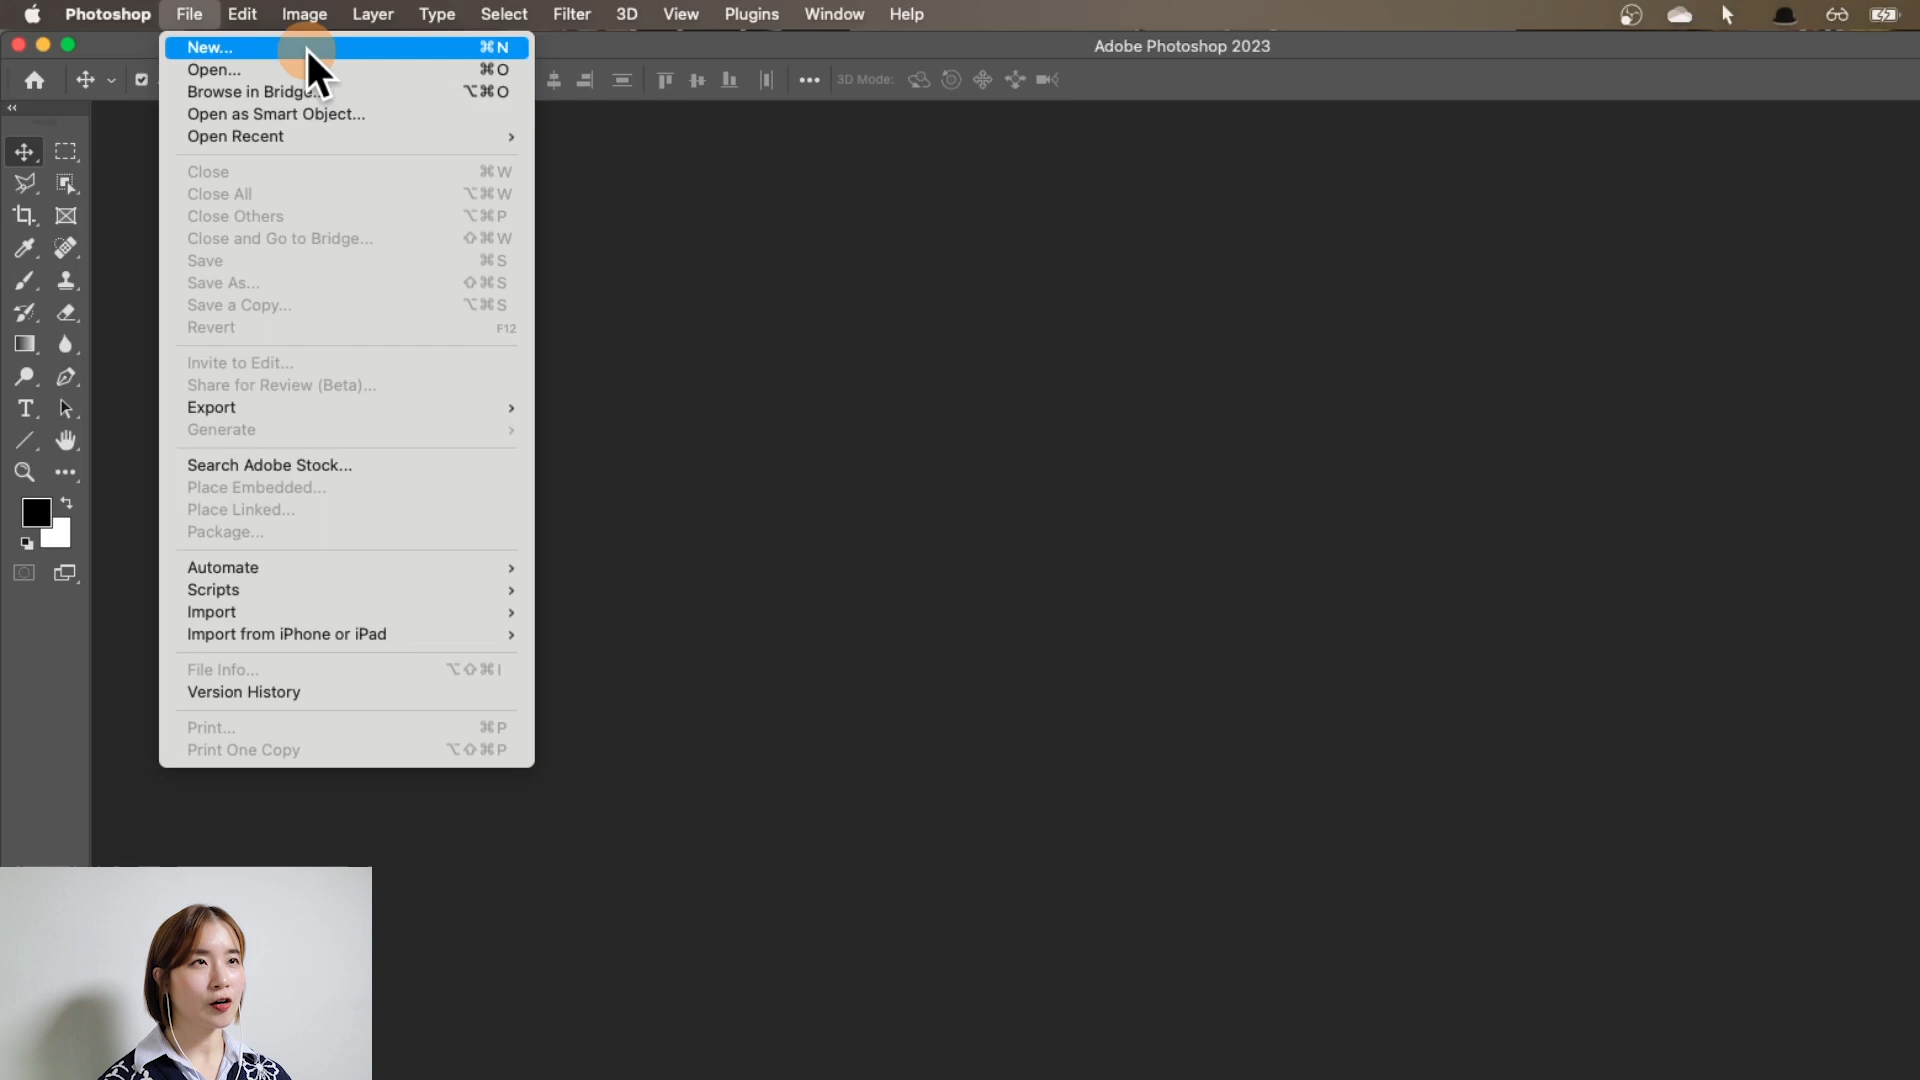 Photoshop File Edit Image Layer Type Select Filter 3D View Plugins Window Help
Adobe Photoshop 2023
3D Mode:
New... ⌘N
Open... ⌘O
Browse in Bridge... ⌥⌘O
Open as Smart Object...
Open Recent
Close ⌘W
Close All ⌥⌘W
Close Others ⌥⌘P
Close and Go to Bridge... ⇧⌘W
Save ⌘S
Save As... ⇧⌘S
Save a Copy... ⌥⌘S
Revert F12
Invite to Edit...
Share for Review (Beta)...
Export
Generate
Search Adobe Stock...
Place Embedded...
Place Linked...
Package...
Automate
Scripts
Import
Import from iPhone or iPad
File Info... ⌥⇧⌘I
Version History
Print... ⌘P
Print One Copy ⌥⇧⌘P